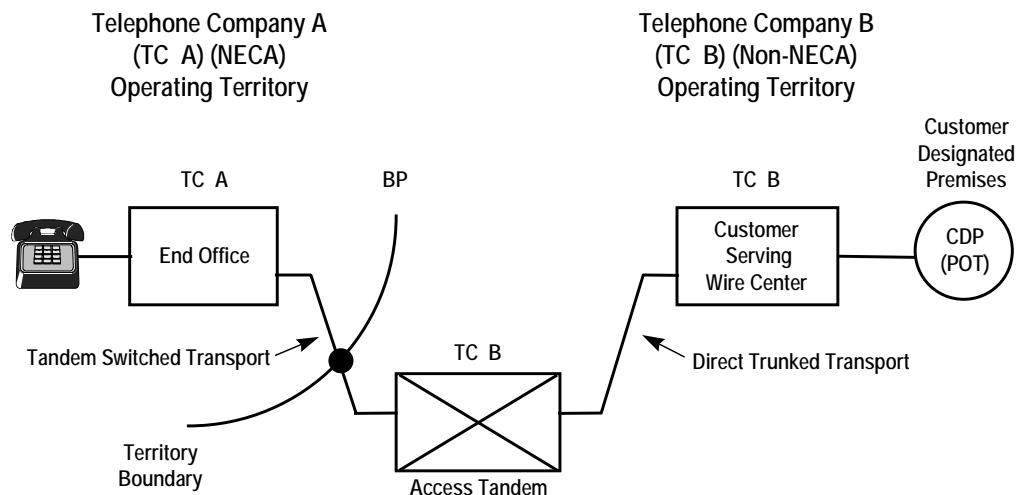 Telephone Company A
(TC A) (NECA)
Operating Territory
Telephone Company B
(TC B) (Non-NECA)
Operating Territory
Customer
Designated
Premises
TC A
BP
TC B
End Office
Customer
Serving
Wire Center
CDP
(POT)
Tandem Switched Transport
TC B
Direct Trunked Transport
Territory
Boundary
Access Tandem